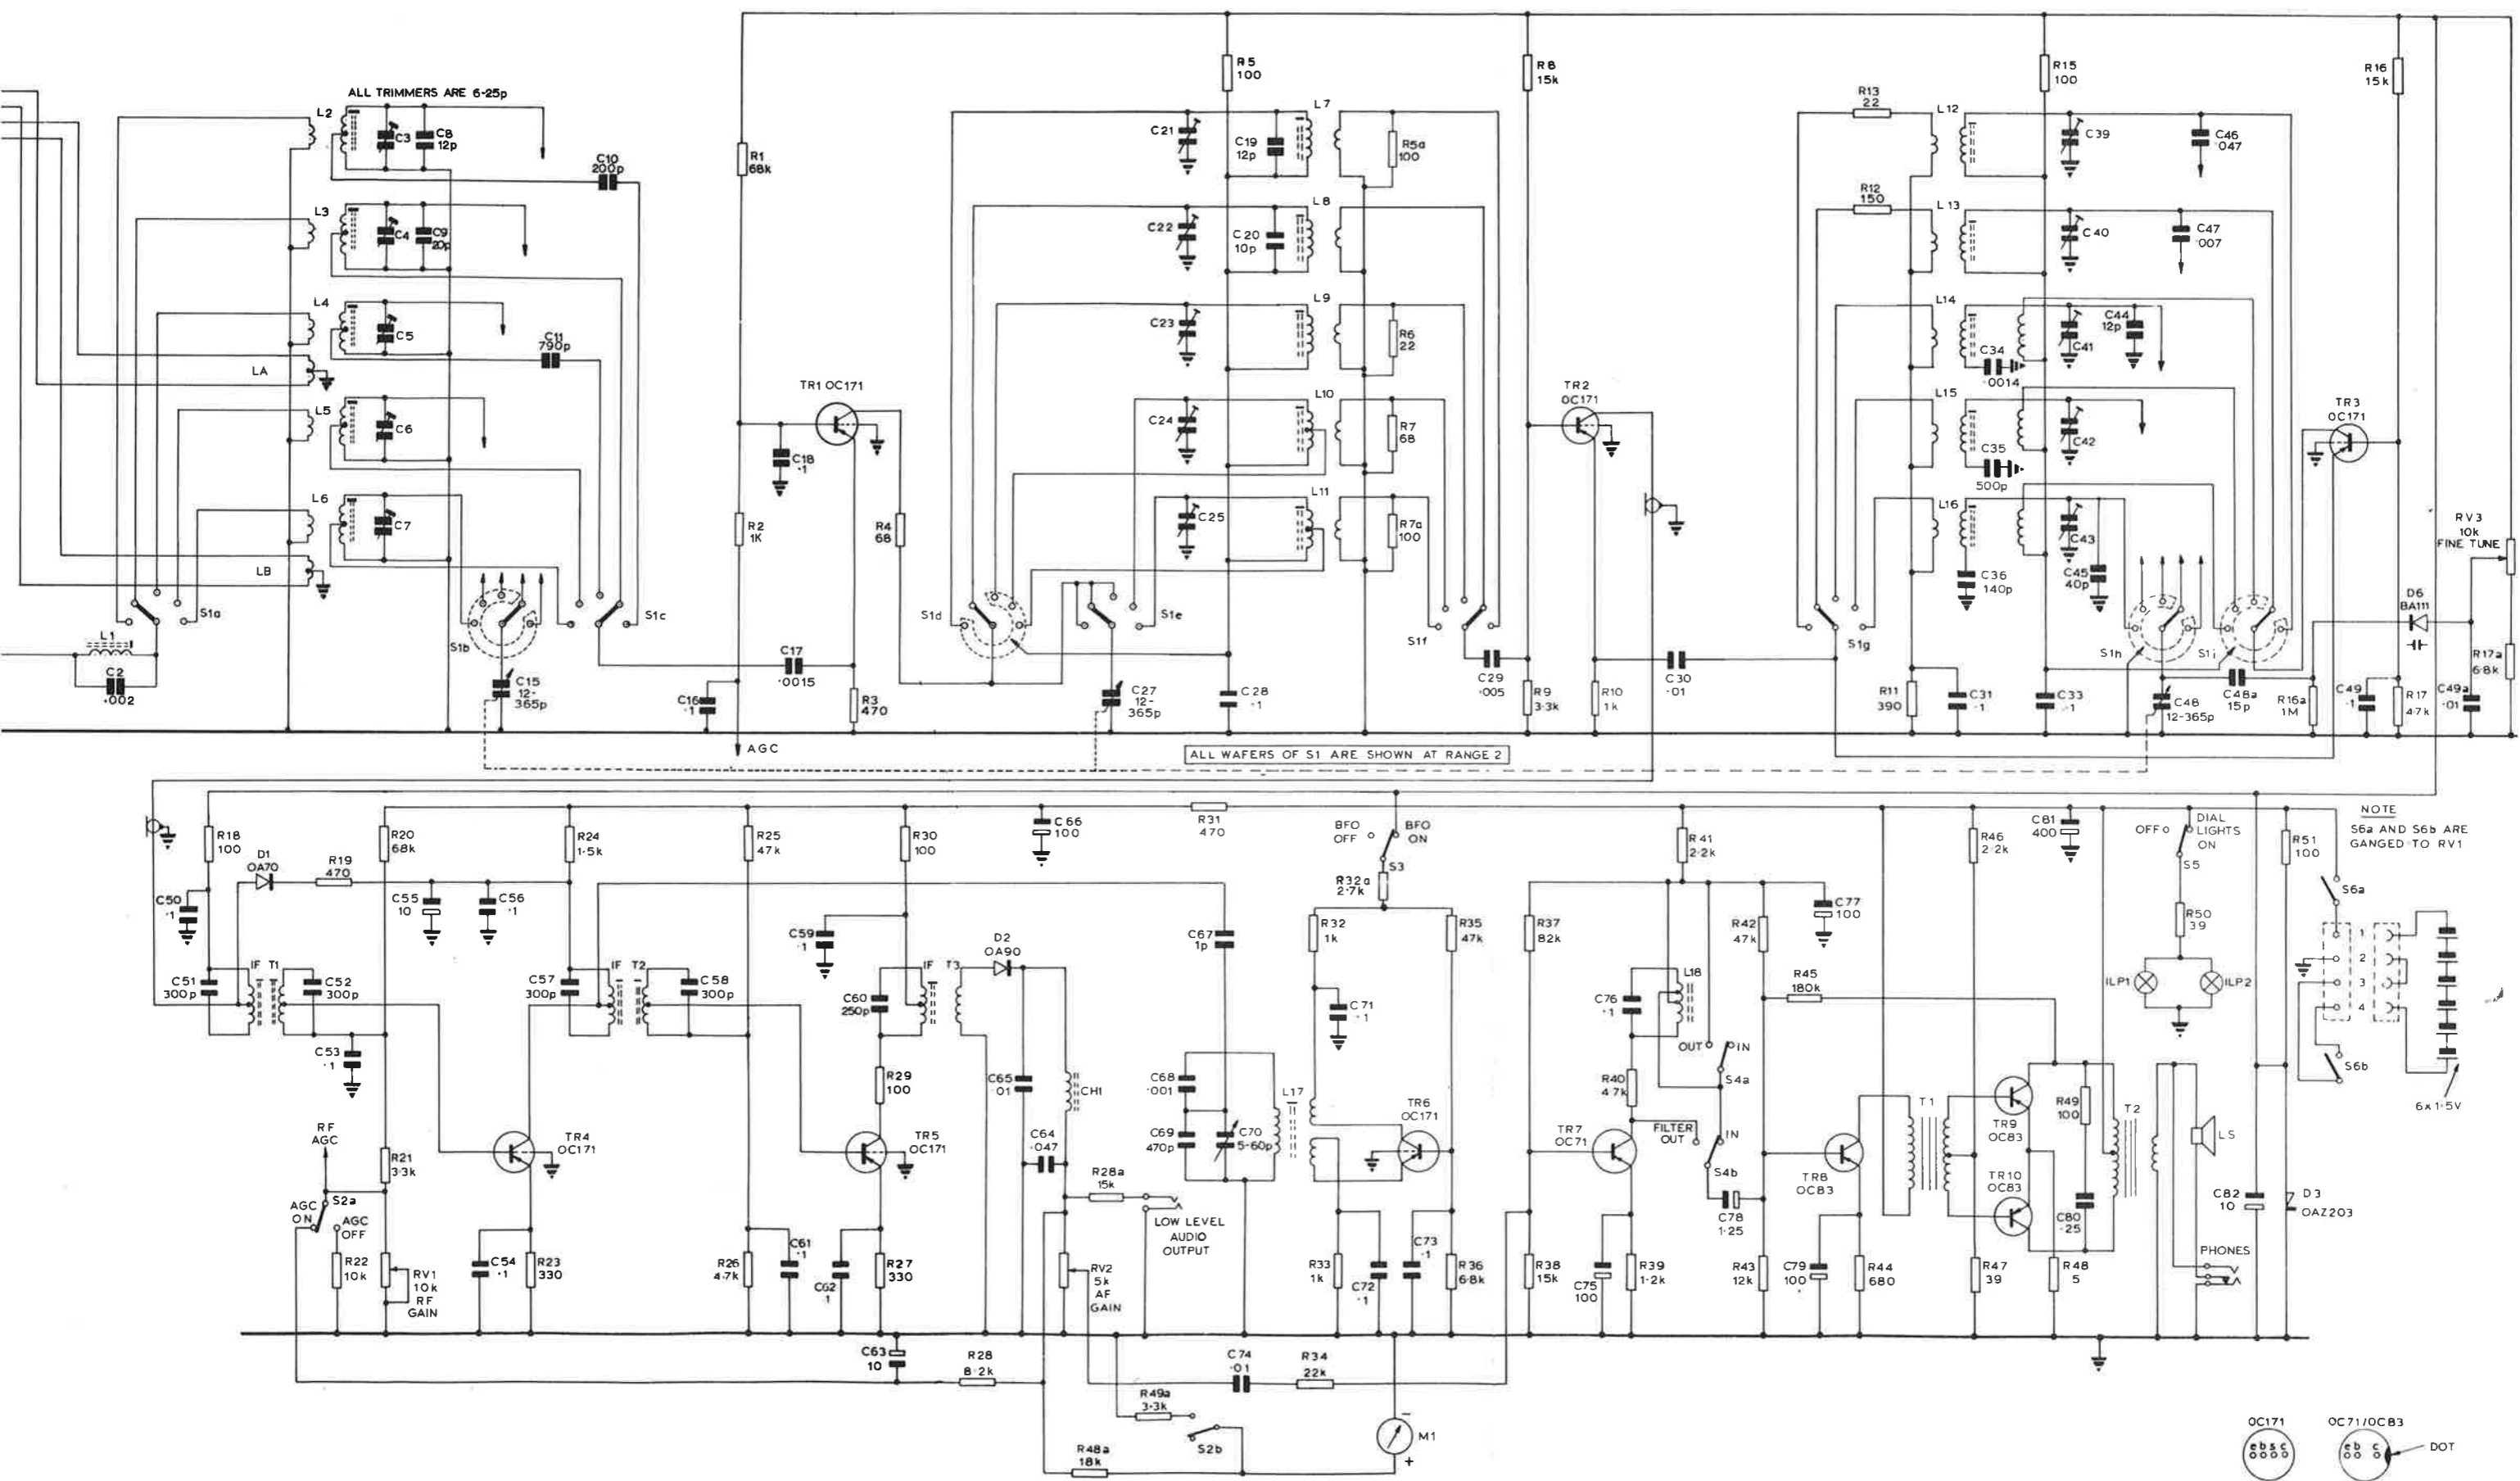 ALL TRIMMERS ARE 6-25p
L2
C3
C8
12p
C10
200p
L3
C4
C9
20p
L4
C5
C11
790p
LA
L5
C6
L6
C7
LB
S1a
S1b
S1c
L1
C2
·002
C15
12-
365p
R1
68k
TR1 OC171
C18
·1
R2
1K
R4
68
C17
·0015
C16
·1
R3
470
AGC
R5
100
L7
C21
C19
12p
R5a
100
L8
C22
C20
10p
L9
C23
R6
22
L10
C24
R7
68
L11
C25
R7a
100
S1d
S1e
S1f
C27
12-
365p
C28
·1
C29
·005
R8
15k
TR2
OC171
R9
3·3k
R10
1k
C30
·01
ALL WAFERS OF S1 ARE SHOWN AT RANGE 2
R13
22
L12
R15
100
C39
C46
·047
R12
150
L13
C40
C47
·007
L14
C34
·0014
C41
C44
12p
L15
C35
500p
C42
L16
C36
140p
C43
C45
40p
S1g
S1h
S1i
R11
390
C31
·1
C33
·1
C48
12-365p
C48a
15p
R16a
1M
C49
·1
R17
4·7k
C49a
·01
R16
15k
TR3
OC171
RV3
10k
FINE TUNE
D6
BA111
R17a
6·8k
R18
100
D1
OA70
R19
470
R20
68k
R24
1·5k
R25
47k
R30
100
C66
100
R31
470
C50
·1
C55
10
C56
·1
C51
300p
IF T1
C52
300p
C53
·1
C57
300p
IF T2
C58
300p
C59
·1
D2
OA90
C60
250p
IF T3
C67
1p
R29
100
C65
·01
CH1
C68
·001
L17
C64
·047
C69
470p
C70
5-60p
RF
AGC
R21
3·3k
TR4
OC171
TR5
OC171
R28a
15k
LOW LEVEL
AUDIO
OUTPUT
AGC
ON
S2a
AGC
OFF
R22
10k
RV1
10k
RF
GAIN
C54
·1
R23
330
R26
4·7k
C61
·1
C62
·1
R27
330
RV2
5k
AF
GAIN
C63
10
R28
8·2k
C74
·01
R34
22k
R49a
3·3k
S2b
R48a
18k
M1
−
+
BFO
OFF
BFO
ON
S3
R32a
2·7k
R32
1k
R35
47k
C71
·1
TR6
OC171
R33
1k
C72
·1
C73
·1
R36
6·8k
R37
82k
R41
2·2k
C77
100
R42
47k
R45
180k
C76
·1
L18
OUT
IN
S4a
R40
4·7k
FILTER
OUT
IN
S4b
TR7
OC71
C78
1·25
R38
15k
C75
100
R39
1·2k
R43
12k
C79
100
R44
680
TR8
OC83
T1
TR9
OC83
TR10
OC83
R46
2·2k
R47
39
R48
5
R49
100
C80
·25
T2
LS
PHONES
C81
400
OFF
DIAL
LIGHTS
ON
S5
R50
39
ILP1
ILP2
R51
100
C82
10
D3
OAZ203
NOTE
S6a AND S6b ARE
GANGED TO RV1
S6a
1
2
3
4
S6b
6x1·5V
OC171
e b s c
OC71/OC83
e b c
DOT